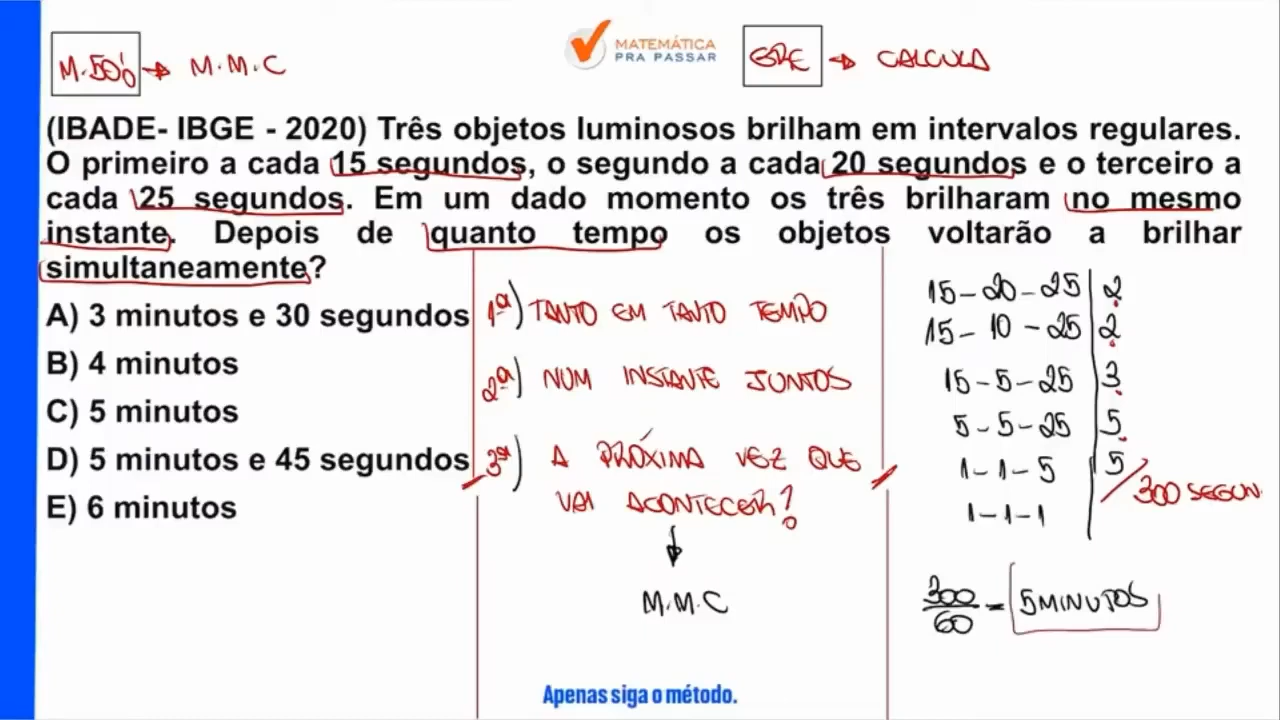 M.50% → M.M.C
MATEMÁTICA
PRA PASSAR
→ CALCULA
(IBADE- IBGE - 2020) Três objetos luminosos brilham em intervalos regulares.
O primeiro a cada 15 segundos, o segundo a cada 20 segundos e o terceiro a
cada 25 segundos. Em um dado momento os três brilharam no mesmo
instante. Depois de quanto tempo os objetos voltarão a brilhar
simultaneamente?
A) 3 minutos e 30 segundos
B) 4 minutos
C) 5 minutos
D) 5 minutos e 45 segundos
E) 6 minutos
1ª) TANTO EM TANTO TEMPO
2ª) NUM INSTANTE JUNTOS
3ª) A PRÓXIMA VEZ QUE
VAI ACONTECER?
M.M.C
15-20-25 2
15-10-25 2
15-5-25 3
5-5-25 5
1-1-5 5
1-1-1
300 SEGUN
300
60
= 5 MINUTOS
Apenas siga o método.